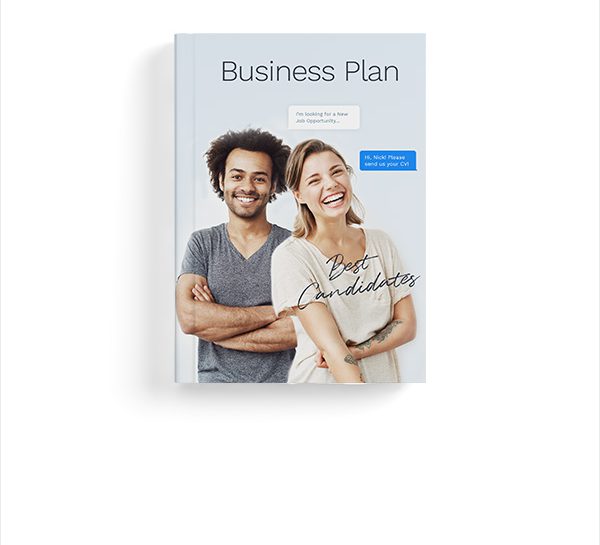 Business Plan
I'm looking for a New
Job Opportunity...
Hi, Nick! Please
send us your CV!
Best
Candidates